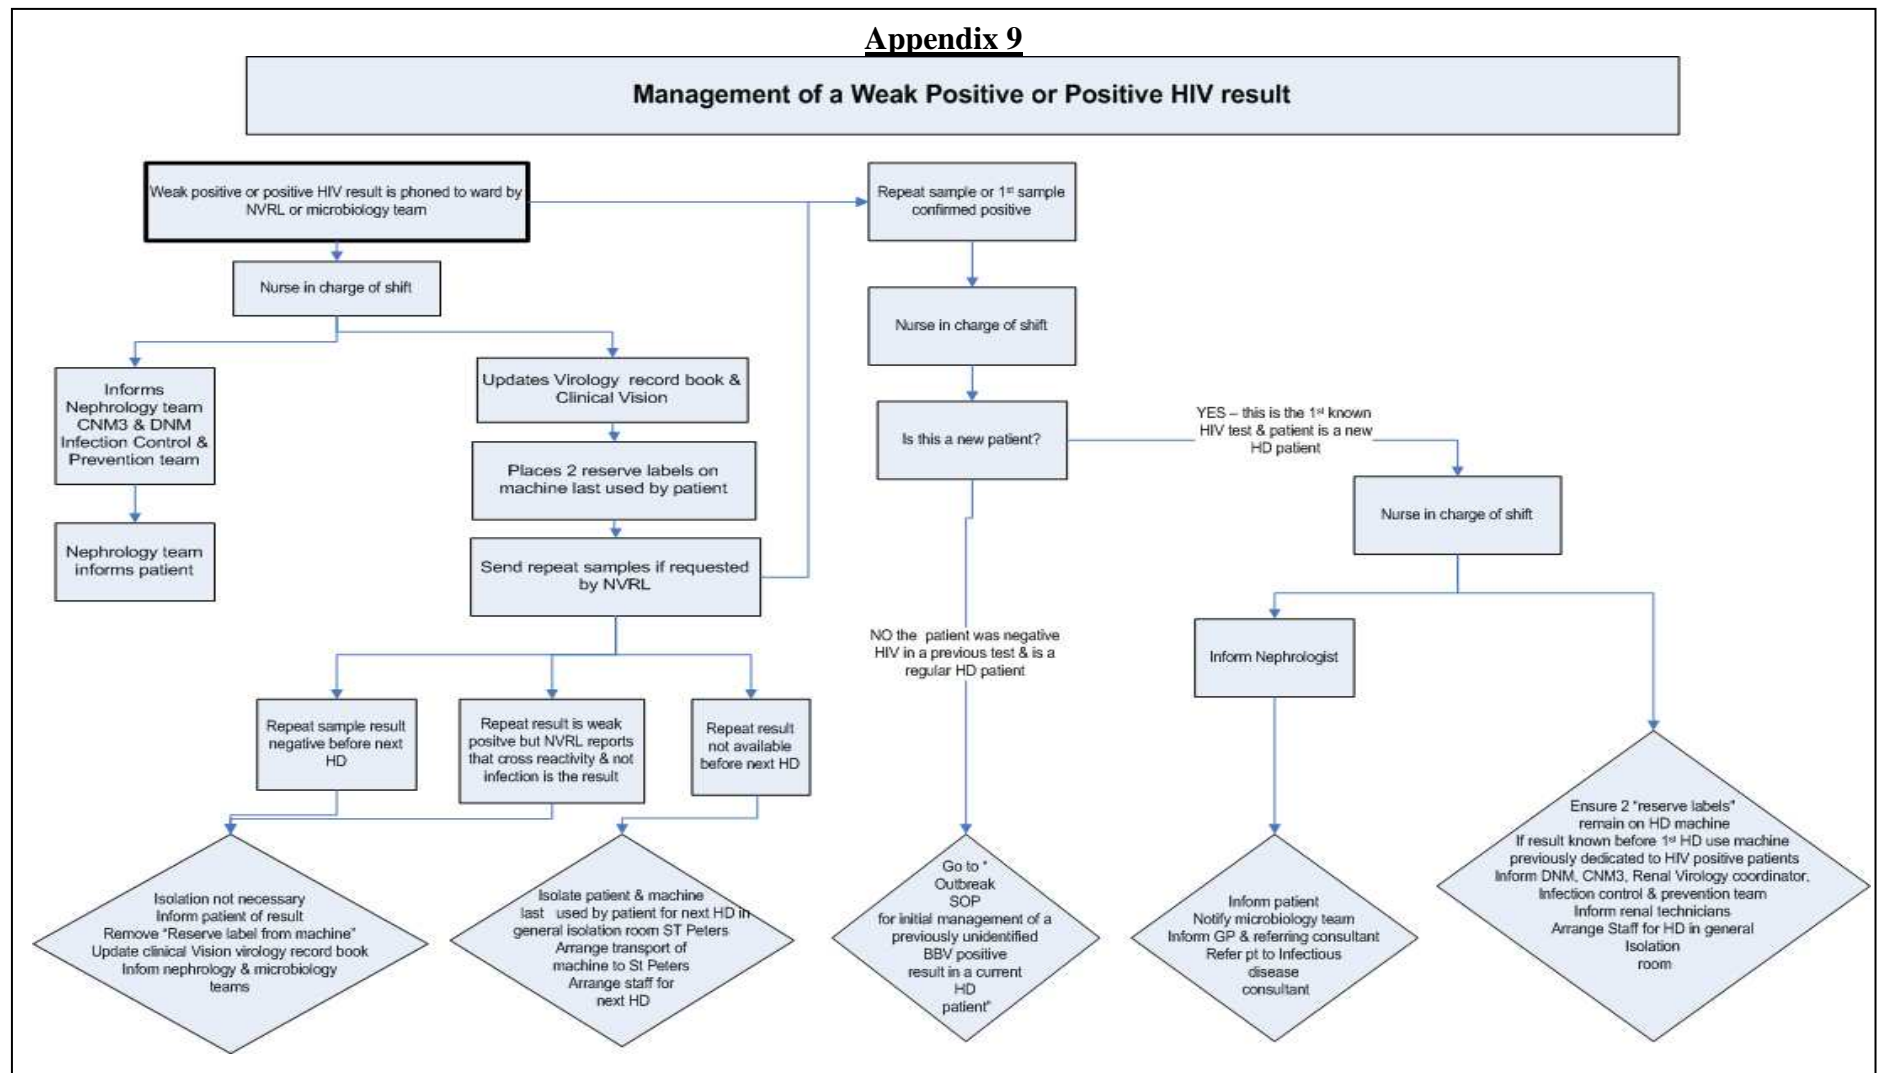 Appendix 9
Management of a Weak Positive or Positive HIV result
Weak positive or positive HIV result is phoned to ward by
NVRL or microbiology team
Nurse in charge of shift
Informs
Nephrology team
CNM3 & DNM
Infection Control &
Prevention team
Nephrology team
informs patient
Updates Virology record book &
Clinical Vision
Places 2 reserve labels on
machine last used by patient
Send repeat samples if requested
by NVRL
Repeat sample result
negative before next
HD
Repeat result is weak
positve but NVRL reports
that cross reactivity & not
infection is the result
Repeat result
not available
before next HD
Isolation not necessary
Inform patient of result
Remove “Reserve label from machine”
Update clinical Vision virology record book
Infom nephrology & microbiology
teams
Isolate patient & machine
last used by patient for next HD in
general isolation room ST Peters
Arrange transport of
machine to St Peters
Arrange staff for
next HD
Repeat sample or 1st sample
confirmed positive
Nurse in charge of shift
Is this a new patient?
YES – this is the 1st known
HIV test & patient is a new
HD patient
NO the patient was negative
HIV in a previous test & is a
regular HD patient
Go to “
Outbreak
SOP
for initial management of a
previously unidentified
BBV positive
result in a current
HD
patient”
Nurse in charge of shift
Inform Nephrologist
Inform patient
Notify microbiology team
Inform GP & referring consultant
Refer pt to Infectious
disease
consultant
Ensure 2 “reserve labels”
remain on HD machine
If result known before 1st HD use machine
previously dedicated to HIV positive patients
Inform DNM, CNM3, Renal Virology coordinator,
Infection control & prevention team
Inform renal technicians
Arrange Staff for HD in general
Isolation
room